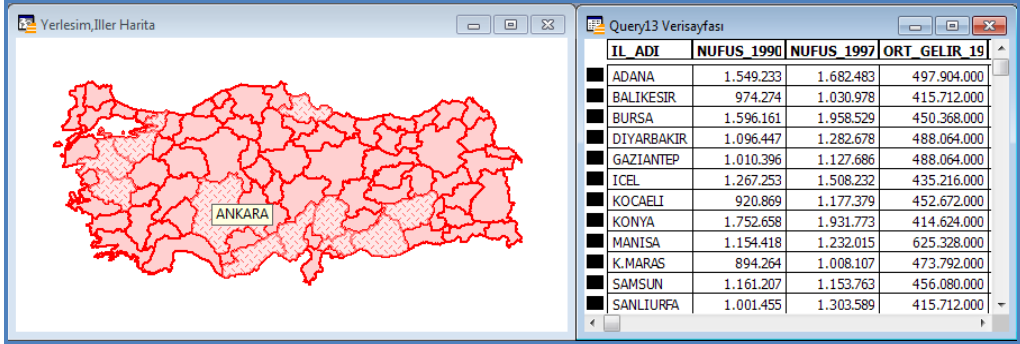 Yerlesim,Iller Harita
ANKARA
Query13 Verisayfası
IL_ADI NUFUS_1990 NUFUS_1997 ORT_GELIR_19
ADANA 1.549.233 1.682.483 497.904.000
BALIKESIR 974.274 1.030.978 415.712.000
BURSA 1.596.161 1.958.529 450.368.000
DIYARBAKIR 1.096.447 1.282.678 488.064.000
GAZIANTEP 1.010.396 1.127.686 488.064.000
ICEL 1.267.253 1.508.232 435.216.000
KOCAELI 920.869 1.177.379 452.672.000
KONYA 1.752.658 1.931.773 414.624.000
MANISA 1.154.418 1.232.015 625.328.000
K.MARAS 894.264 1.008.107 473.792.000
SAMSUN 1.161.207 1.153.763 456.080.000
SANLIURFA 1.001.455 1.303.589 415.712.000